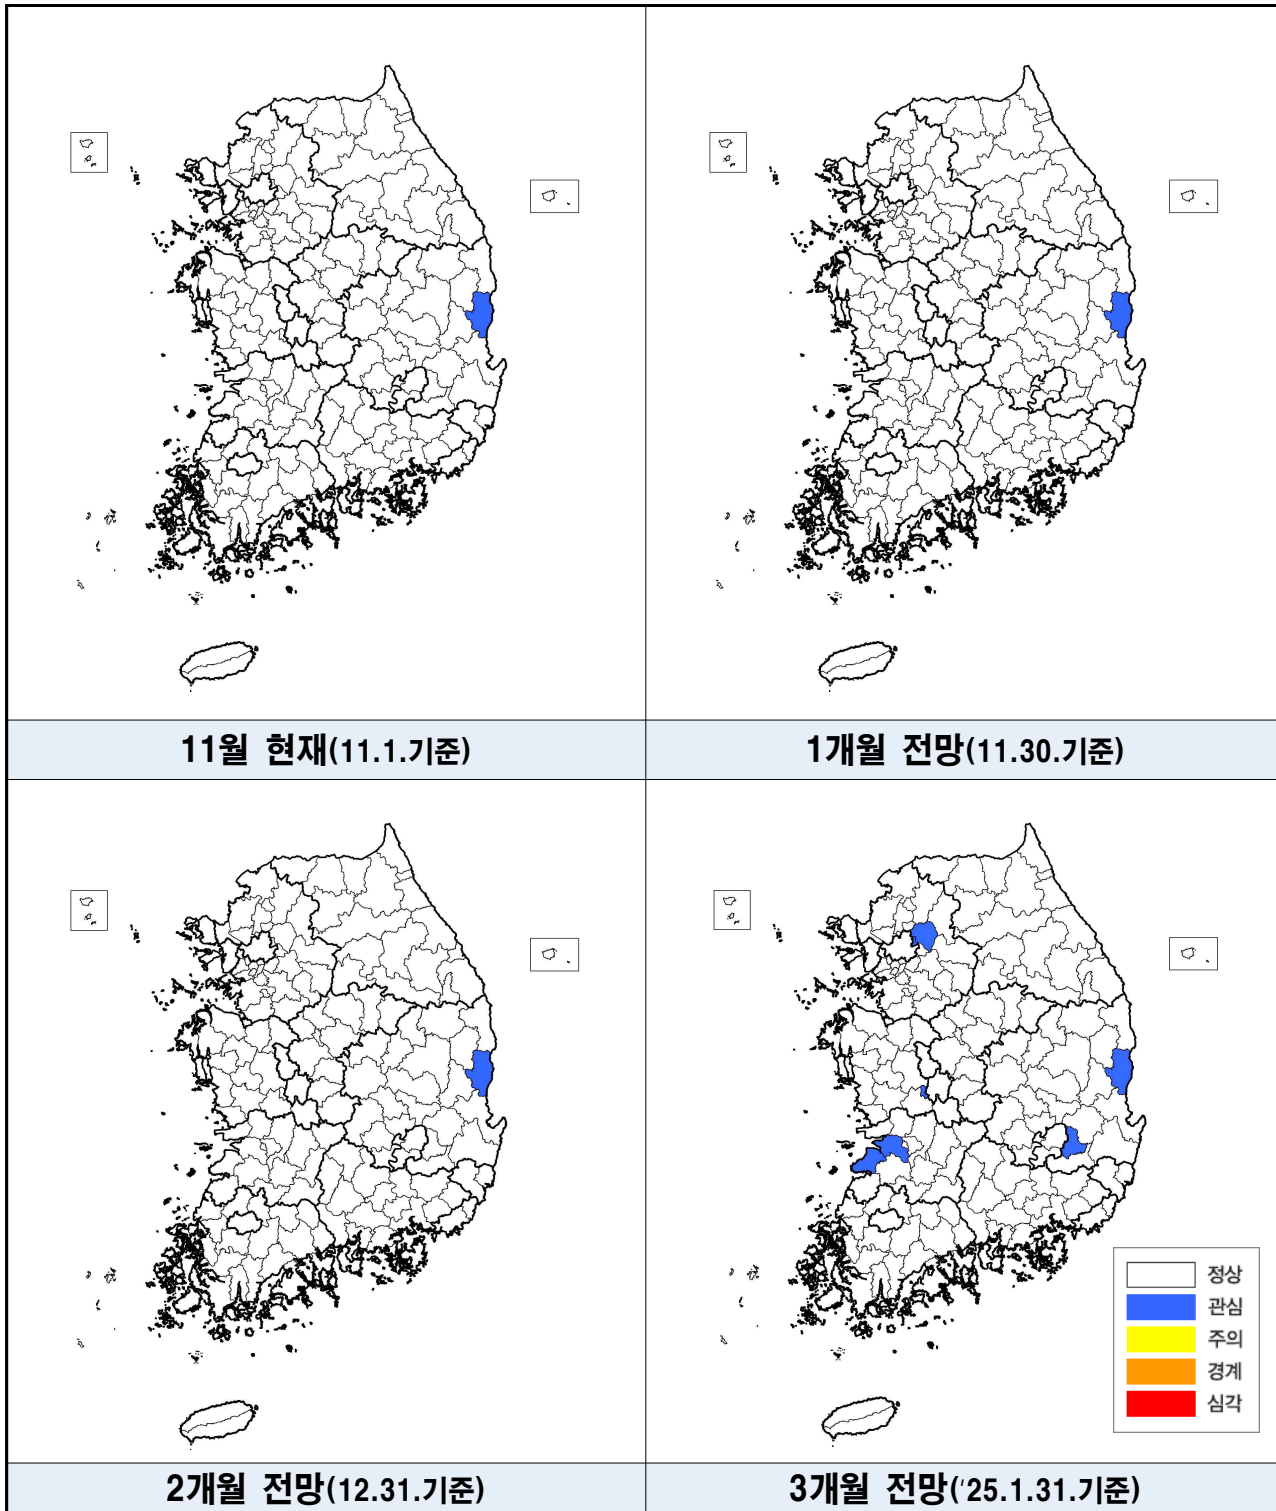 11월 현재(11.1.기준)
1개월 전망(11.30.기준)
정상
관심
주의
경계
심각
2개월 전망(12.31.기준)
3개월 전망('25.1.31.기준)